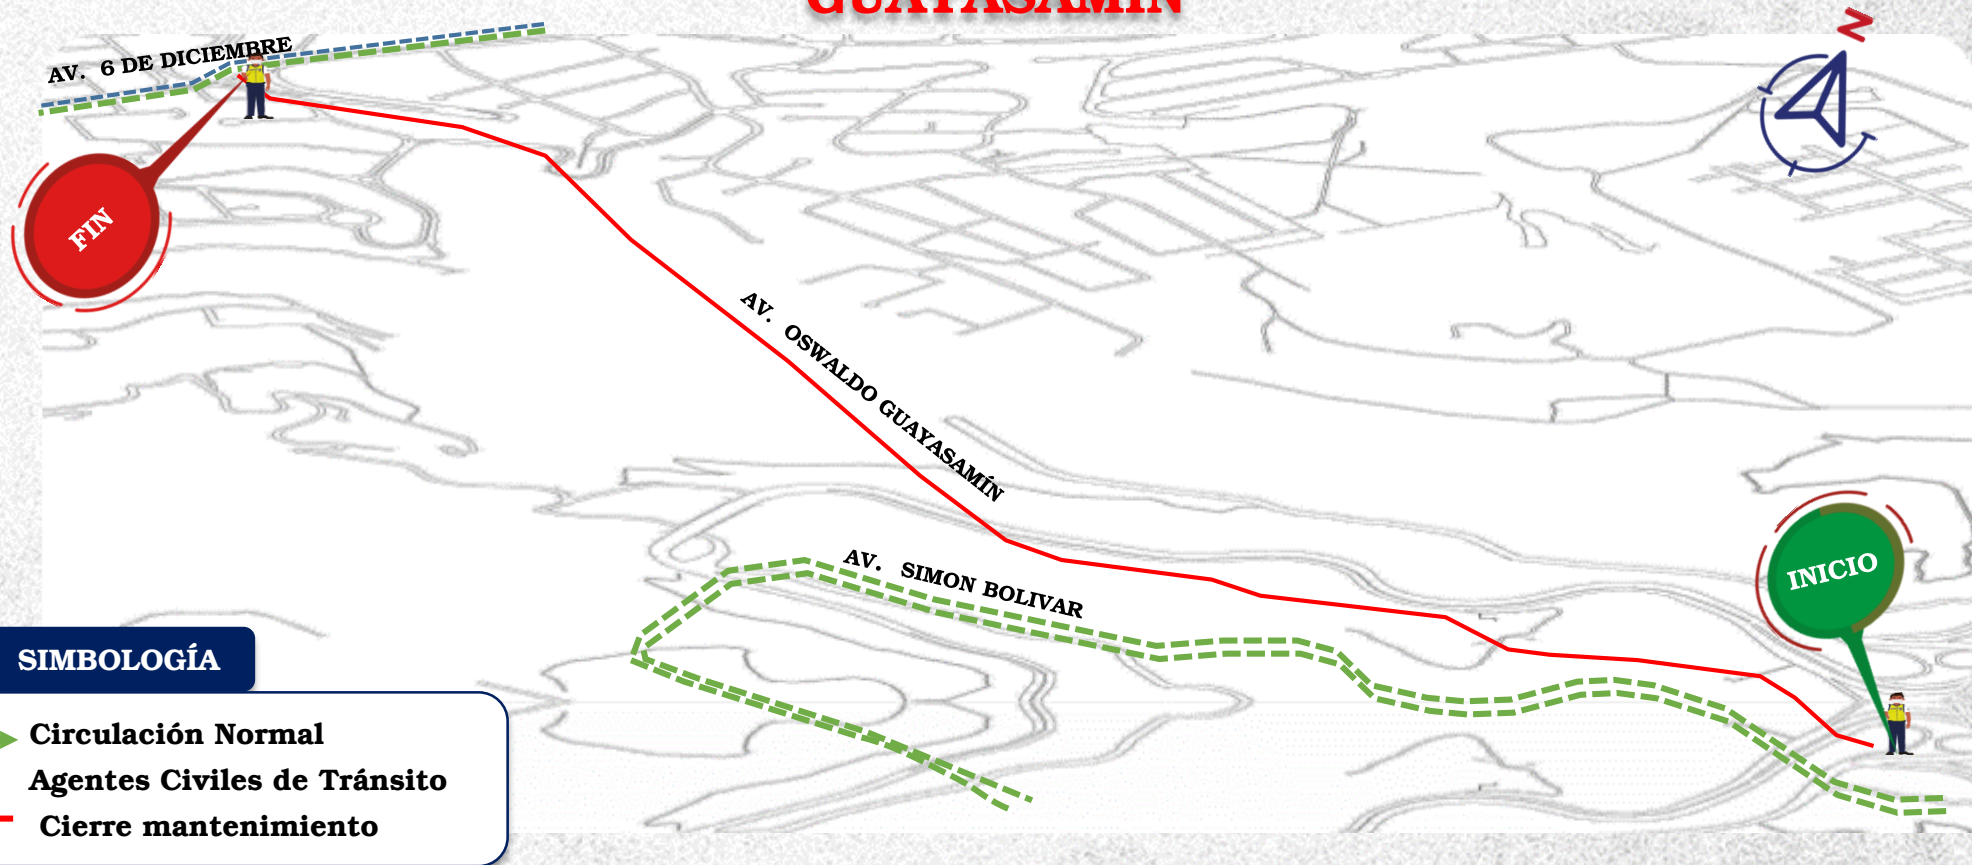 GUAYASAMÍN
N
AV. 6 DE DICIEMBRE
FIN
AV. OSWALDO GUAYASAMÍN
AV. SIMON BOLIVAR
INICIO
SIMBOLOGÍA
Circulación Normal
Agentes Civiles de Tránsito
Cierre mantenimiento